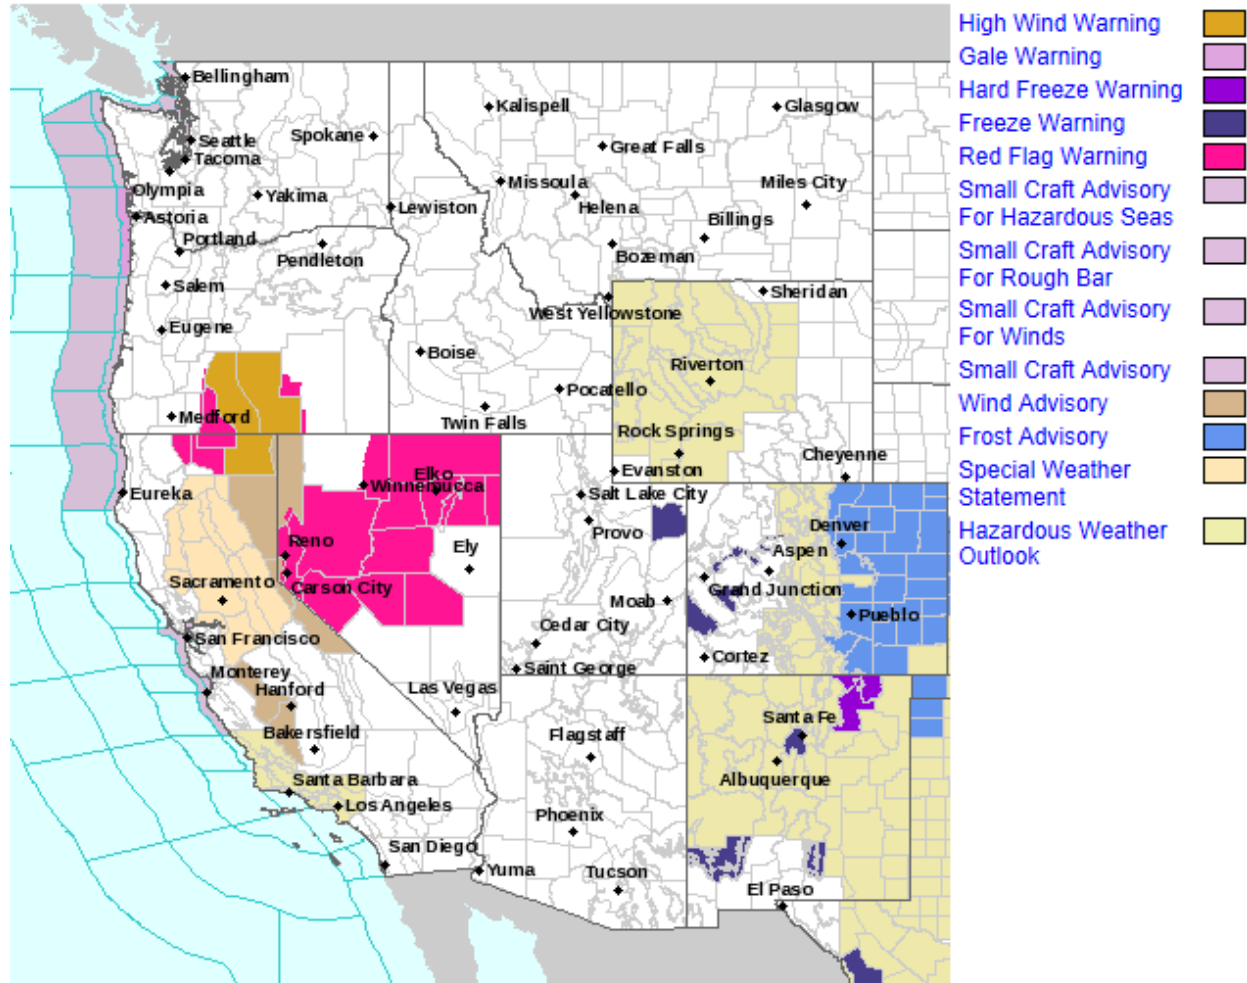 Bellingham
Kalispell
Glasgow
Spokane
Seattle
Great Falls
Tacoma
Missoula
Miles City
Olympia
Yakima
Lewiston
Helena
Astoria
Billings
Portland
Pendleton
Bozeman
Salem
Sheridan
West Yellowstone
Eugene
Boise
Riverton
Pocatello
Medford
Twin Falls
Rock Springs
Cheyenne
Elko
Evanston
Winnemucca
Eureka
Salt Lake City
Denver
Provo
Reno
Ely
Aspen
Sacramento
Carson City
Grand Junction
Moab
Pueblo
Cedar City
San Francisco
Cortez
Saint George
Monterey
Hanford
Las Vegas
Santa Fe
Bakersfield
Flagstaff
Santa Barbara
Albuquerque
Los Angeles
Phoenix
San Diego
Yuma
Tucson
El Paso
High Wind Warning
Gale Warning
Hard Freeze Warning
Freeze Warning
Red Flag Warning
Small Craft Advisory
For Hazardous Seas
Small Craft Advisory
For Rough Bar
Small Craft Advisory
For Winds
Small Craft Advisory
Wind Advisory
Frost Advisory
Special Weather
Statement
Hazardous Weather
Outlook